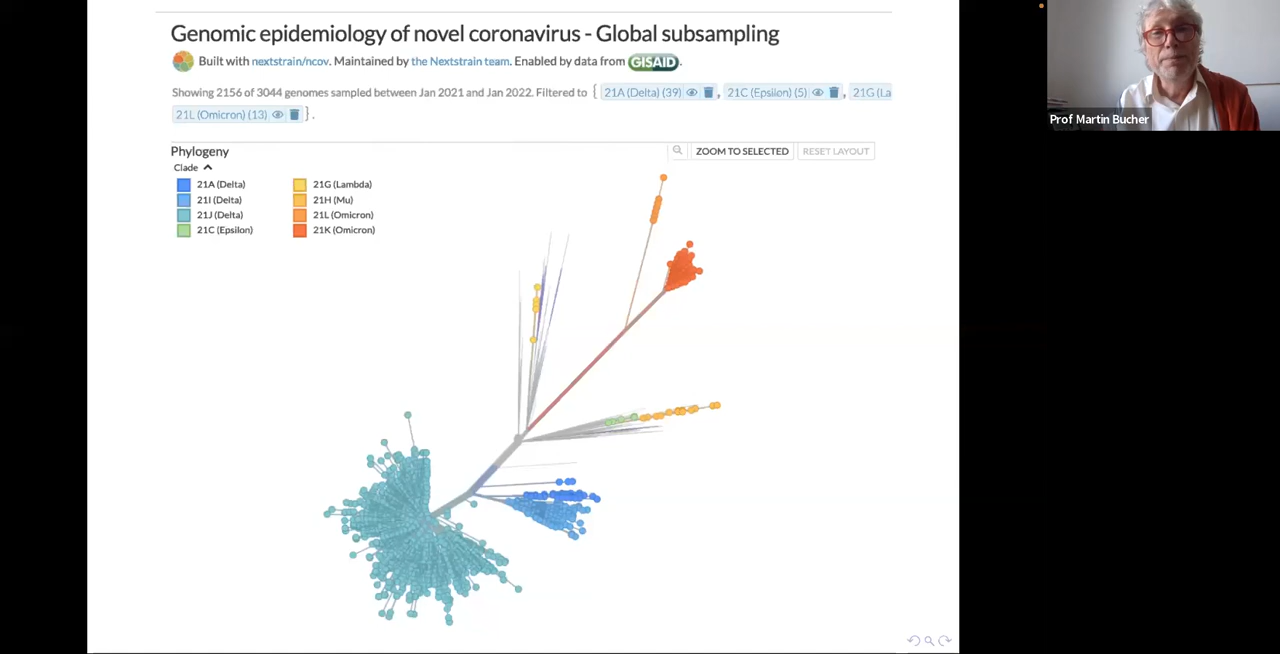 Genomic epidemiology of novel coronavirus - Global subsampling
Built with nextstrain/ncov. Maintained by the Nextstrain team. Enabled by data from GISAID.
Showing 2156 of 3044 genomes sampled between Jan 2021 and Jan 2022. Filtered to { 21A (Delta) (39) , 21C (Epsilon) (5) , 21G (La
21L (Omicron) (13) } .
Phylogeny
ZOOM TO SELECTED
RESET LAYOUT
Clade
21A (Delta)
21I (Delta)
21J (Delta)
21C (Epsilon)
21G (Lambda)
21H (Mu)
21L (Omicron)
21K (Omicron)
Prof Martin Bucher